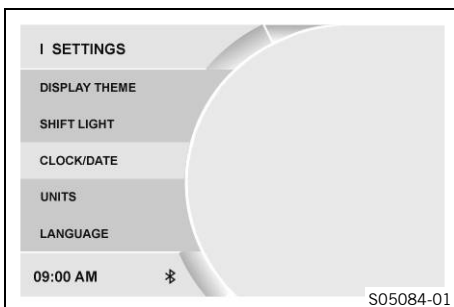 I SETTINGS
DISPLAY THEME
SHIFT LIGHT
CLOCK/DATE
UNITS
LANGUAGE
09:00 AM
S05084-01